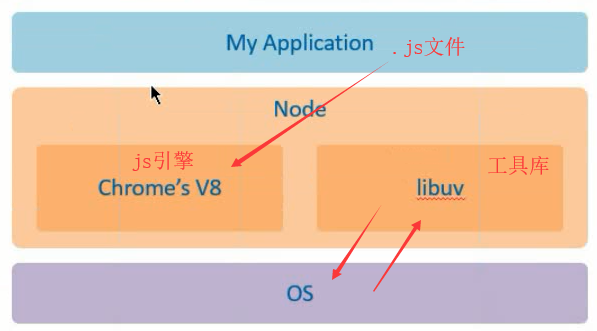 My Application
.js文件
Node
js引擎
Chrome's V8
工具库
libuv
OS